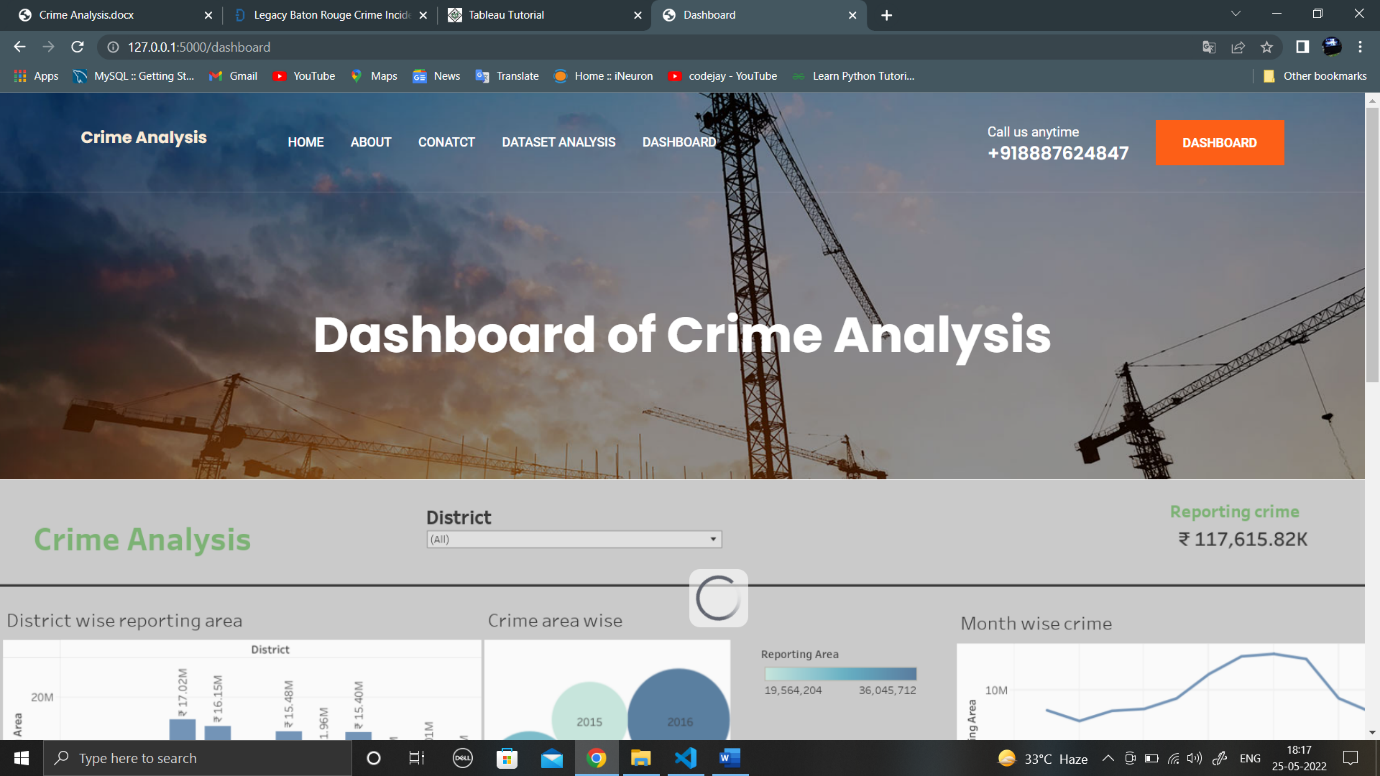 Crime Analysis.docx
Legacy Baton Rouge Crime Incid
Tableau Tutorial
Dashboard
127.0.0.1:5000/dashboard
Apps
MySQL :: Getting St...
Gmail
YouTube
Maps
News
Translate
Home :: iNeuron
codejay - YouTube
Learn Python Tutori...
Other bookmarks
Crime Analysis
HOME
ABOUT
CONATCT
DATASET ANALYSIS
DASHBOARD
Call us anytime
+918887624847
DASHBOARD
Dashboard of Crime Analysis
Crime Analysis
District
(All)
Reporting crime
₹ 117,615.82K
District wise reporting area
Crime area wise
Month wise crime
District
20M
₹ 17.02M
₹ 16.15M
₹ 15.48M
.96M
₹ 15.40M
01M
Area
2015
2016
Reporting Area
19,564,204
36,045,712
10M
ng Area
Type here to search
DELL
33°C Haze
ENG
18:17
25-05-2022